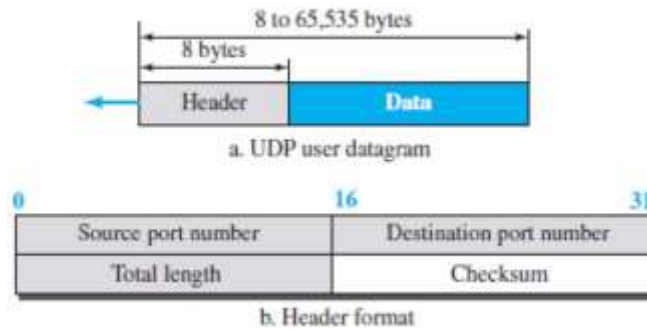 8 to 65,535 bytes
8 bytes
Header Data
a. UDP user datagram
0 16 31
Source port number Destination port number
Total length Checksum
b. Header format